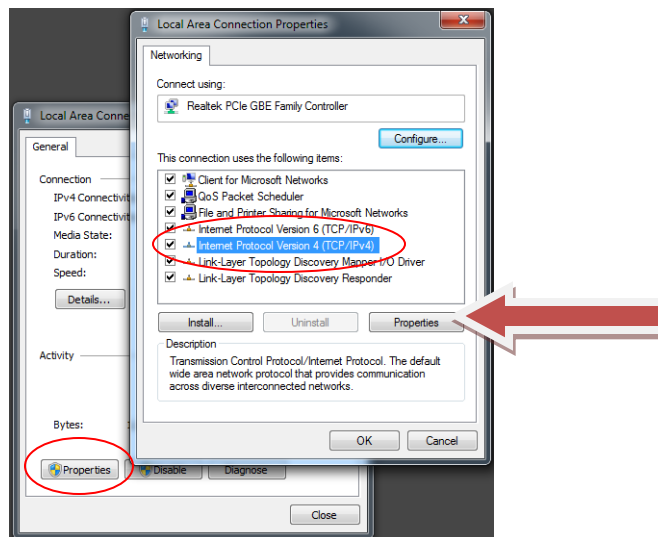 Local Area Connection Properties
Networking
Connect using:
Realtek PCIe GBE Family Controller
Configure...
This connection uses the following items:
Client for Microsoft Networks
QoS Packet Scheduler
File and Printer Sharing for Microsoft Networks
Internet Protocol Version 6 (TCP/IPv6)
Internet Protocol Version 4 (TCP/IPv4)
Link-Layer Topology Discovery Mapper I/O Driver
Link-Layer Topology Discovery Responder
Install...
Uninstall
Properties
Description
Transmission Control Protocol/Internet Protocol. The default
wide area network protocol that provides communication
across diverse interconnected networks.
OK
Cancel
Local Area Conne
General
Connection
IPv4 Connectivit
IPv6 Connectivit
Media State:
Duration:
Speed:
Details...
Activity
Bytes:
Properties
Disable
Diagnose
Close